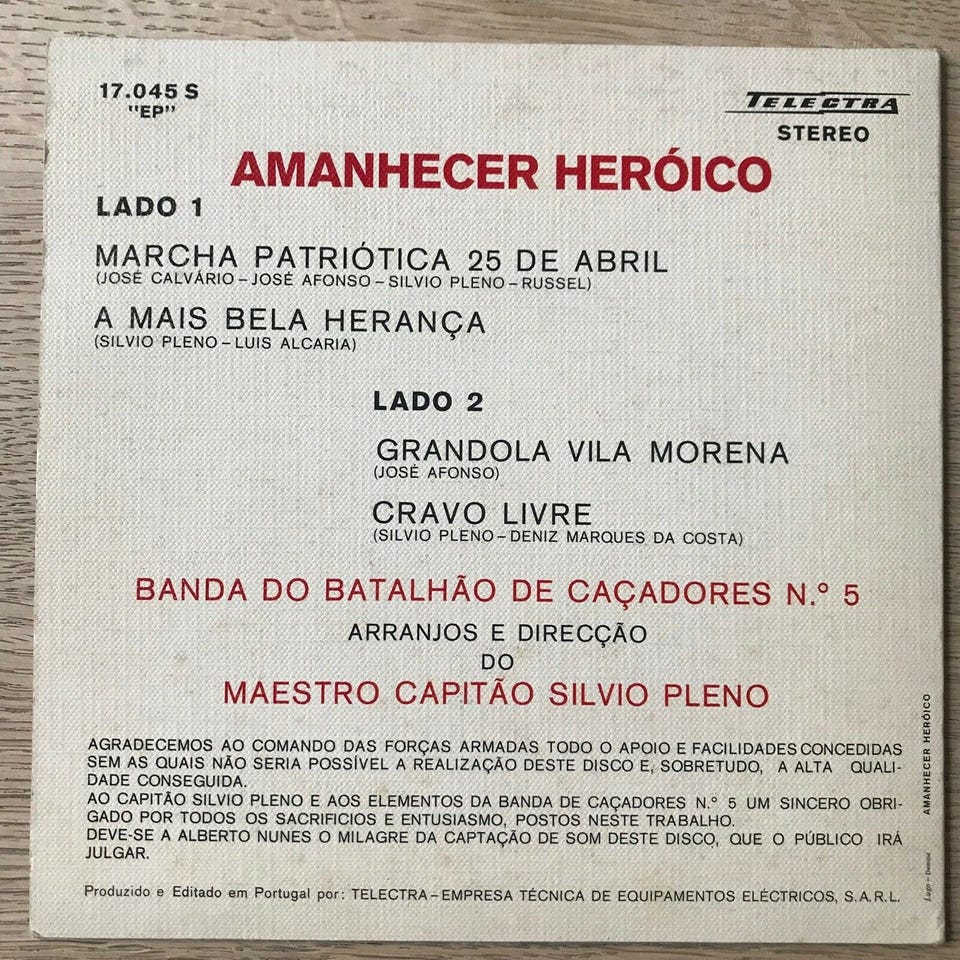 17.045 S
"EP"
TELECTRA
STEREO
AMANHECER HERÓICO
LADO 1
MARCHA PATRIÓTICA 25 DE ABRIL
(JOSÉ CALVÁRIO – JOSÉ AFONSO – SILVIO PLENO – RUSSEL)
A MAIS BELA HERANÇA
(SILVIO PLENO – LUIS ALCARIA)
LADO 2
GRANDOLA VILA MORENA
(JOSÉ AFONSO)
CRAVO LIVRE
(SILVIO PLENO – DENIZ MARQUES DA COSTA)
BANDA DO BATALHÃO DE CAÇADORES N.º 5
ARRANJOS E DIRECÇÃO
DO
MAESTRO CAPITÃO SILVIO PLENO
AGRADECEMOS AO COMANDO DAS FORÇAS ARMADAS TODO O APOIO E FACILIDADES CONCEDIDAS
SEM AS QUAIS NÃO SERIA POSSÍVEL A REALIZAÇÃO DESTE DISCO E, SOBRETUDO, A ALTA QUALI-
DADE CONSEGUIDA.
AO CAPITÃO SILVIO PLENO E AOS ELEMENTOS DA BANDA DE CAÇADORES N.º 5 UM SINCERO OBRI-
GADO POR TODOS OS SACRIFICIOS E ENTUSIASMO, POSTOS NESTE TRABALHO.
DEVE-SE A ALBERTO NUNES O MILAGRE DA CAPTAÇÃO DE SOM DESTE DISCO, QUE O PÚBLICO IRÁ
JULGAR.
Produzido e Editado em Portugal por: TELECTRA – EMPRESA TÉCNICA DE EQUIPAMENTOS ELÉCTRICOS, S.A.R.L.
AMANHECER HERÓICO